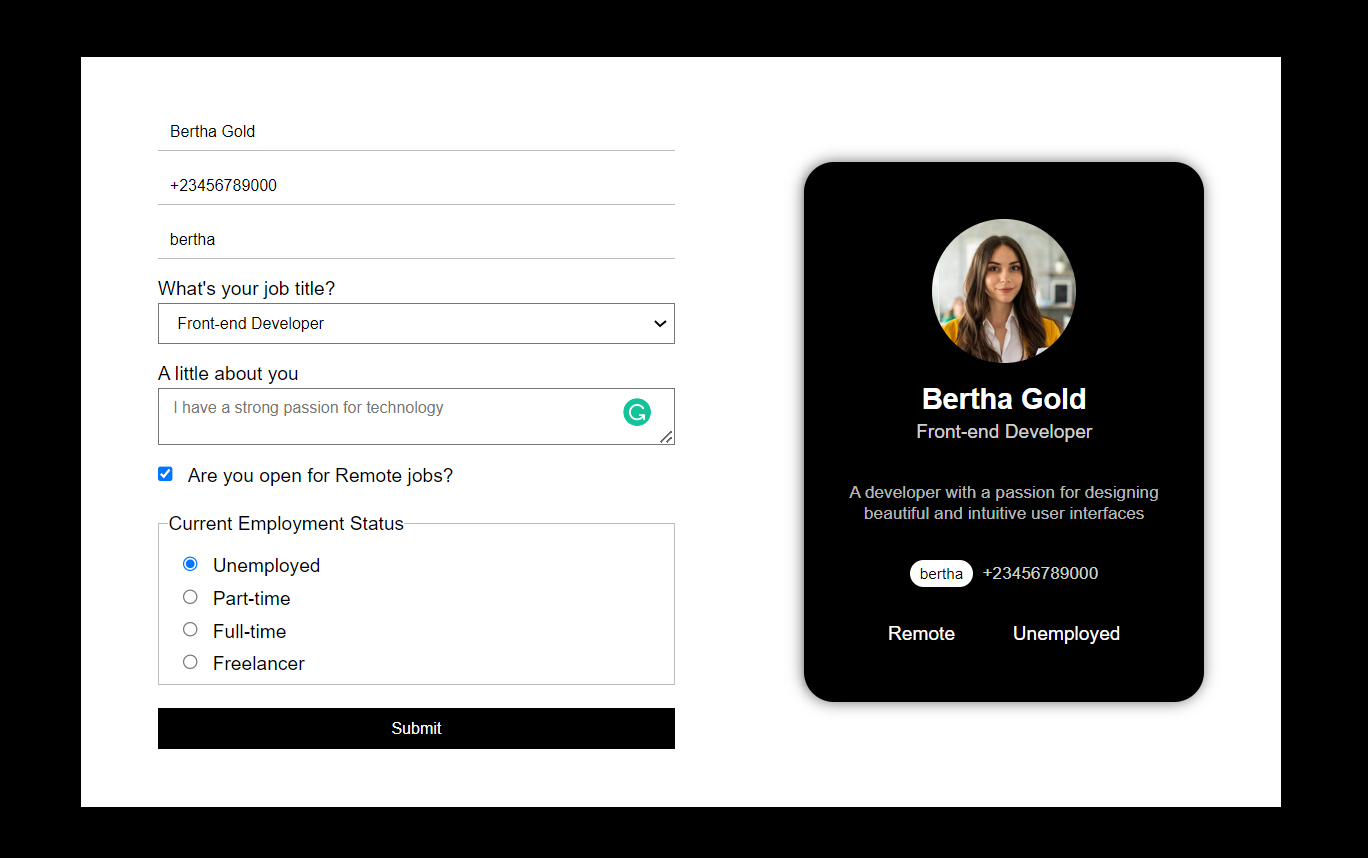 Bertha Gold
+23456789000
bertha
What's your job title?
Front-end Developer
A little about you
I have a strong passion for technology
Are you open for Remote jobs?
Current Employment Status
Unemployed
Part-time
Full-time
Freelancer
Submit
Bertha Gold
Front-end Developer
A developer with a passion for designing
beautiful and intuitive user interfaces
bertha +23456789000
Remote Unemployed